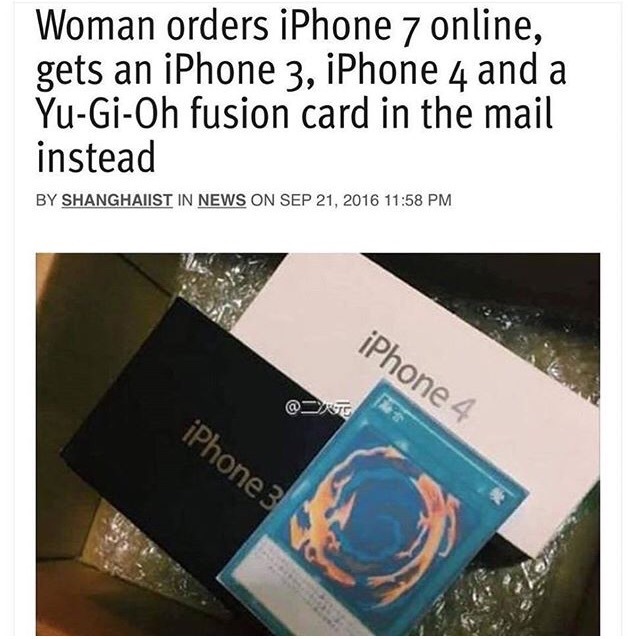 Woman orders iPhone 7 online,
gets an iPhone 3, iPhone 4 and a
Yu-Gi-Oh fusion card in the mail
instead
BY SHANGHAIIST IN NEWS ON SEP 21, 2016 11:58 PM
iPhone 4
@二次元
iPhone 3
融合